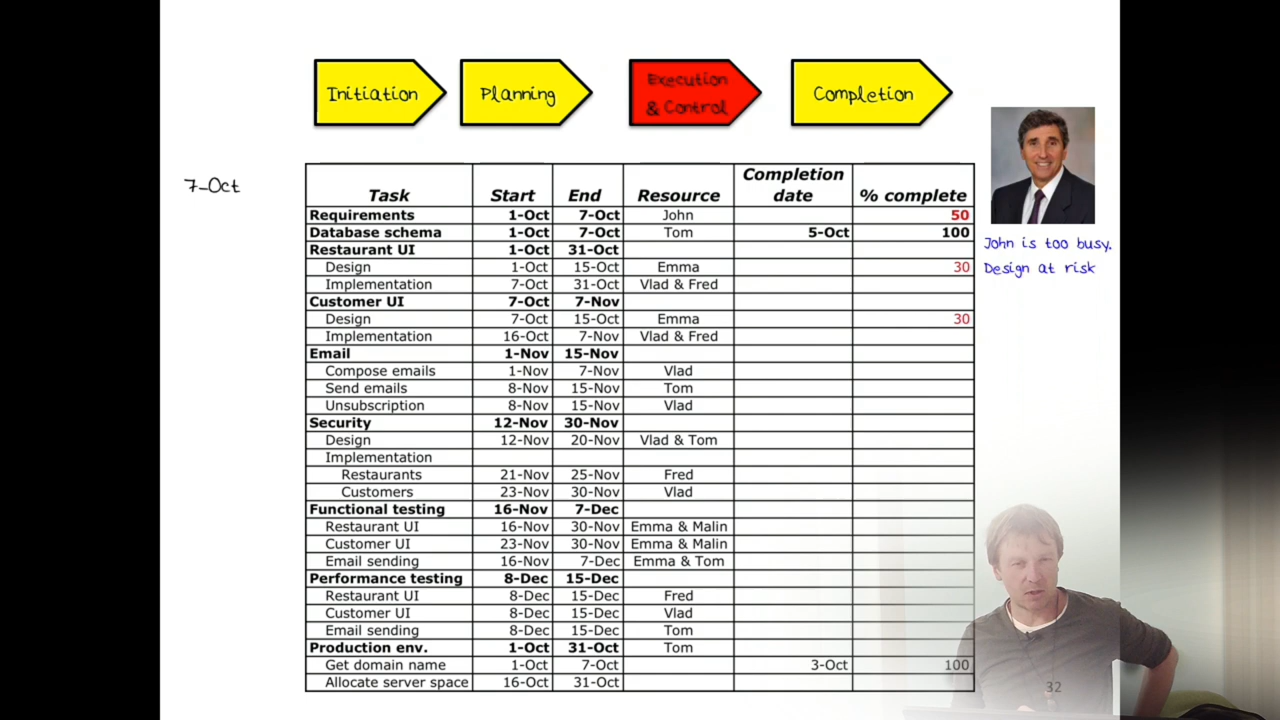 Initiation
Planning
Execution
& Control
Completion
7-Oct
Task Start End Resource Completion date % complete
Requirements 1-Oct 7-Oct John 50
Database schema 1-Oct 7-Oct Tom 5-Oct 100
Restaurant UI 1-Oct 31-Oct
Design 1-Oct 15-Oct Emma 30
Implementation 7-Oct 31-Oct Vlad & Fred
Customer UI 7-Oct 7-Nov
Design 7-Oct 15-Oct Emma 30
Implementation 16-Oct 7-Nov Vlad & Fred
Email 1-Nov 15-Nov
Compose emails 1-Nov 7-Nov Vlad
Send emails 8-Nov 15-Nov Tom
Unsubscription 8-Nov 15-Nov Vlad
Security 12-Nov 30-Nov
Design 12-Nov 20-Nov Vlad & Tom
Implementation
Restaurants 21-Nov 25-Nov Fred
Customers 23-Nov 30-Nov Vlad
Functional testing 16-Nov 7-Dec
Restaurant UI 16-Nov 30-Nov Emma & Malin
Customer UI 23-Nov 30-Nov Emma & Malin
Email sending 16-Nov 7-Dec Emma & Tom
Performance testing 8-Dec 15-Dec
Restaurant UI 8-Dec 15-Dec Fred
Customer UI 8-Dec 15-Dec Vlad
Email sending 8-Dec 15-Dec Tom
Production env. 1-Oct 31-Oct Tom
Get domain name 1-Oct 7-Oct 3-Oct 100
Allocate server space 16-Oct 31-Oct
John is too busy.
Design at risk
32